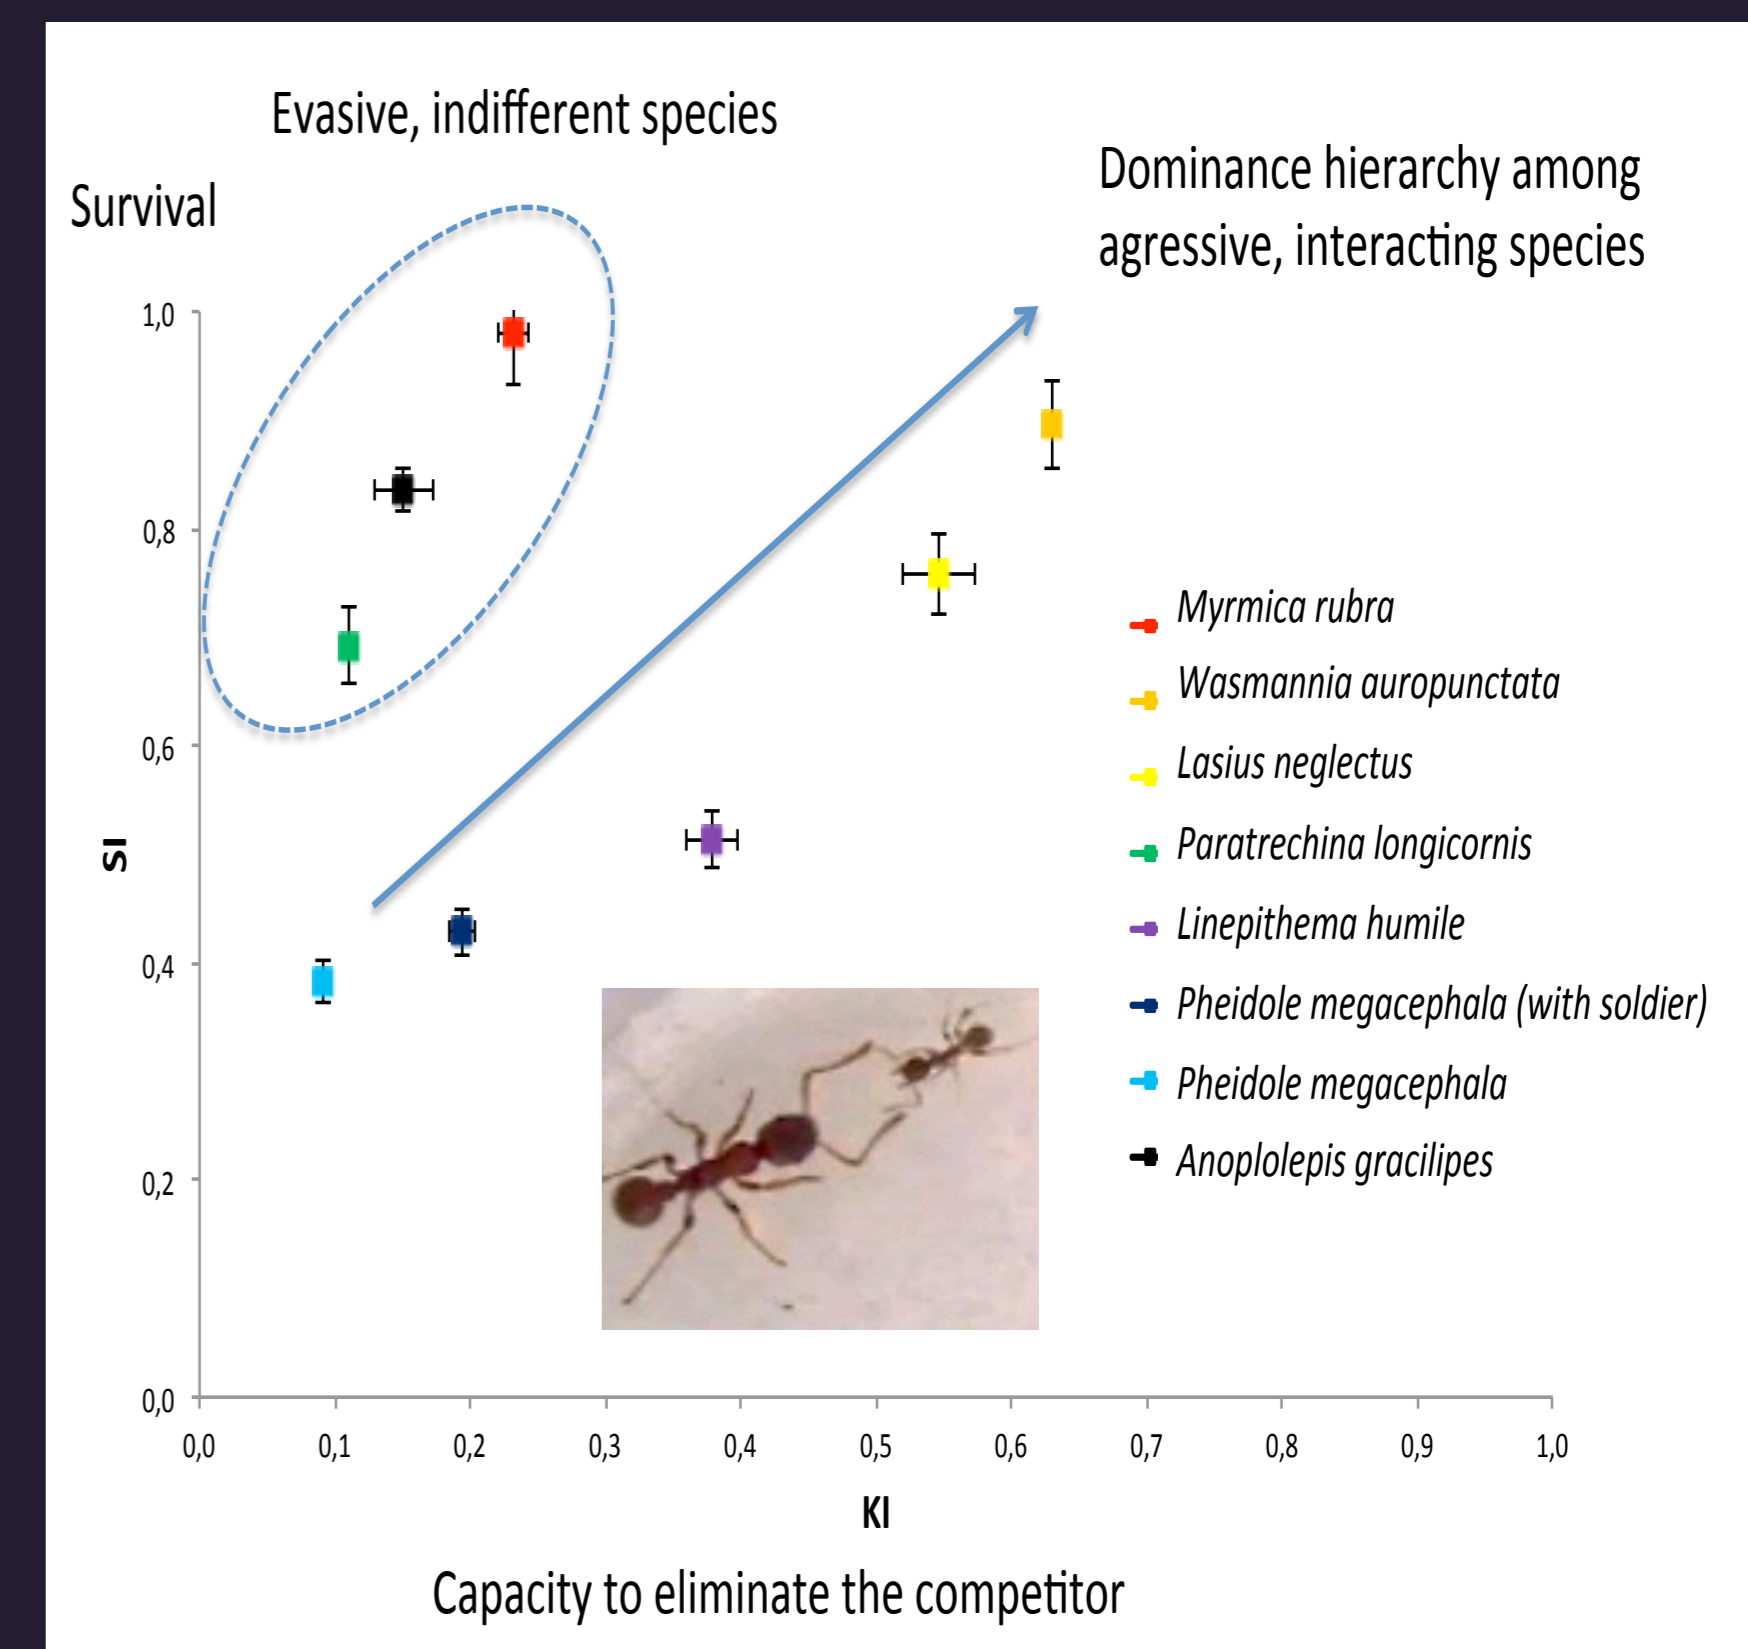 Evasive, indifferent species
Dominance hierarchy among
agressive, interacting species
Survival
1,0
0,8
0,6
0,4
0,2
0,0
SI
Myrmica rubra
Wasmannia auropunctata
Lasius neglectus
Paratrechina longicornis
Linepithema humile
Pheidole megacephala (with soldier)
Pheidole megacephala
Anoplolepis gracilipes
0,0 0,1 0,2 0,3 0,4 0,5 0,6 0,7 0,8 0,9 1,0
KI
Capacity to eliminate the competitor